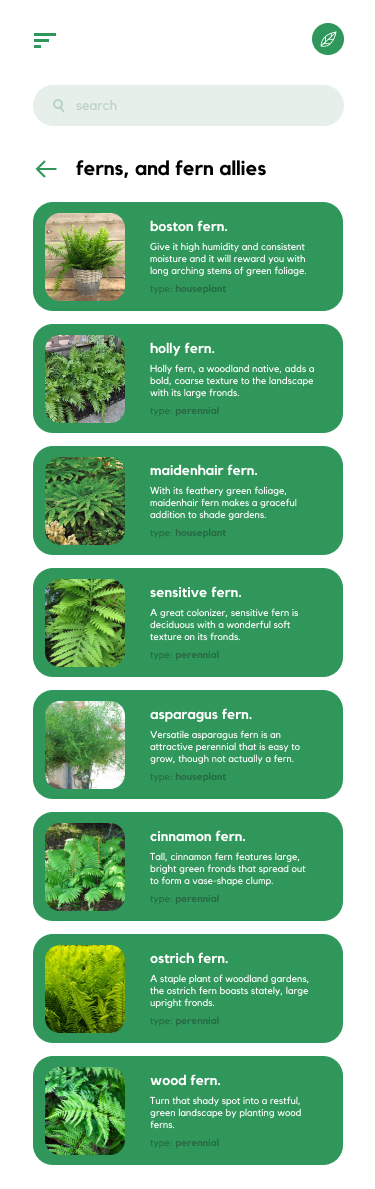 search
ferns, and fern allies
boston fern.
Give it high humidity and consistent
moisture and it will reward you with
long arching stems of green foliage.
type: houseplant
holly fern.
Holly fern, a woodland native, adds a
bold, coarse texture to the landscape
with its large fronds.
type: perennial
maidenhair fern.
With its feathery green foliage,
maidenhair fern makes a graceful
addition to shade gardens.
type: houseplant
sensitive fern.
A great colonizer, sensitive fern is
deciduous with a wonderful soft
texture on its fronds.
type: perennial
asparagus fern.
Versatile asparagus fern is an
attractive perennial that is easy to
grow, though not actually a fern.
type: houseplant
cinnamon fern.
Tall, cinnamon fern features large,
bright green fronds that spread out
to form a vase-shape clump.
type: perennial
ostrich fern.
A staple plant of woodland gardens,
the ostrich fern boasts stately, large
upright fronds.
type: perennial
wood fern.
Turn that shady spot into a restful,
green landscape by planting wood
ferns.
type: perennial